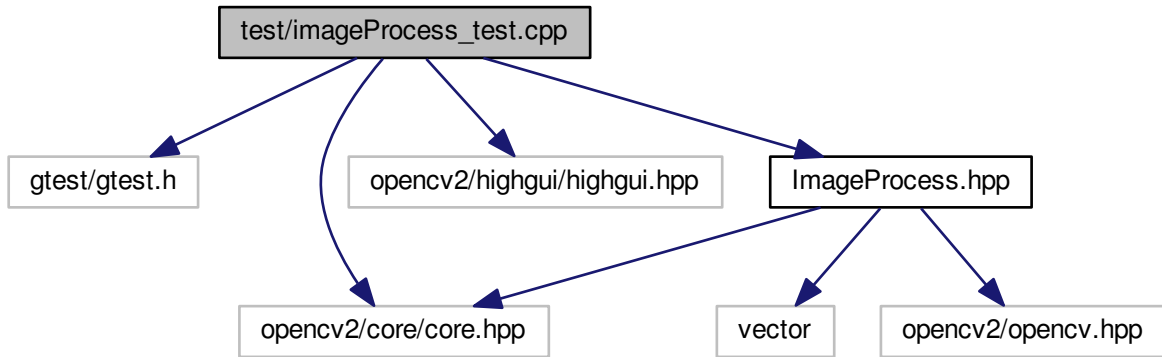 test/imageProcess_test.cpp
gtest/gtest.h
opencv2/highgui/highgui.hpp
ImageProcess.hpp
opencv2/core/core.hpp
vector
opencv2/opencv.hpp